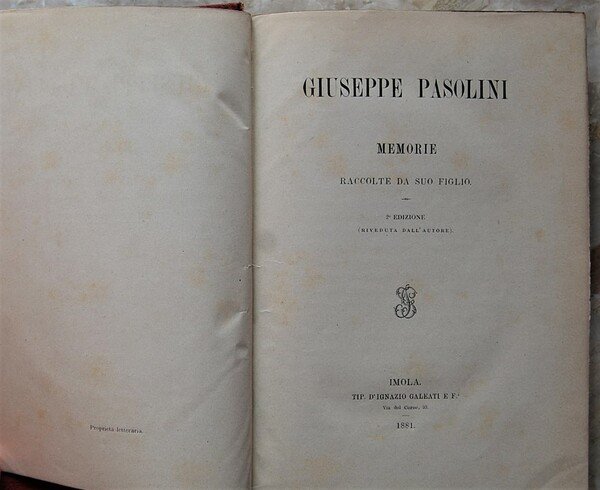 Proprietà letteraria.
GIUSEPPE PASOLINI
MEMORIE
RACCOLTE DA SUO FIGLIO.
2ª EDIZIONE
(RIVEDUTA DALL'AUTORE).
IMOLA.
TIP. D'IGNAZIO GALEATI E F.º
Via del Corso, 35.
1881.